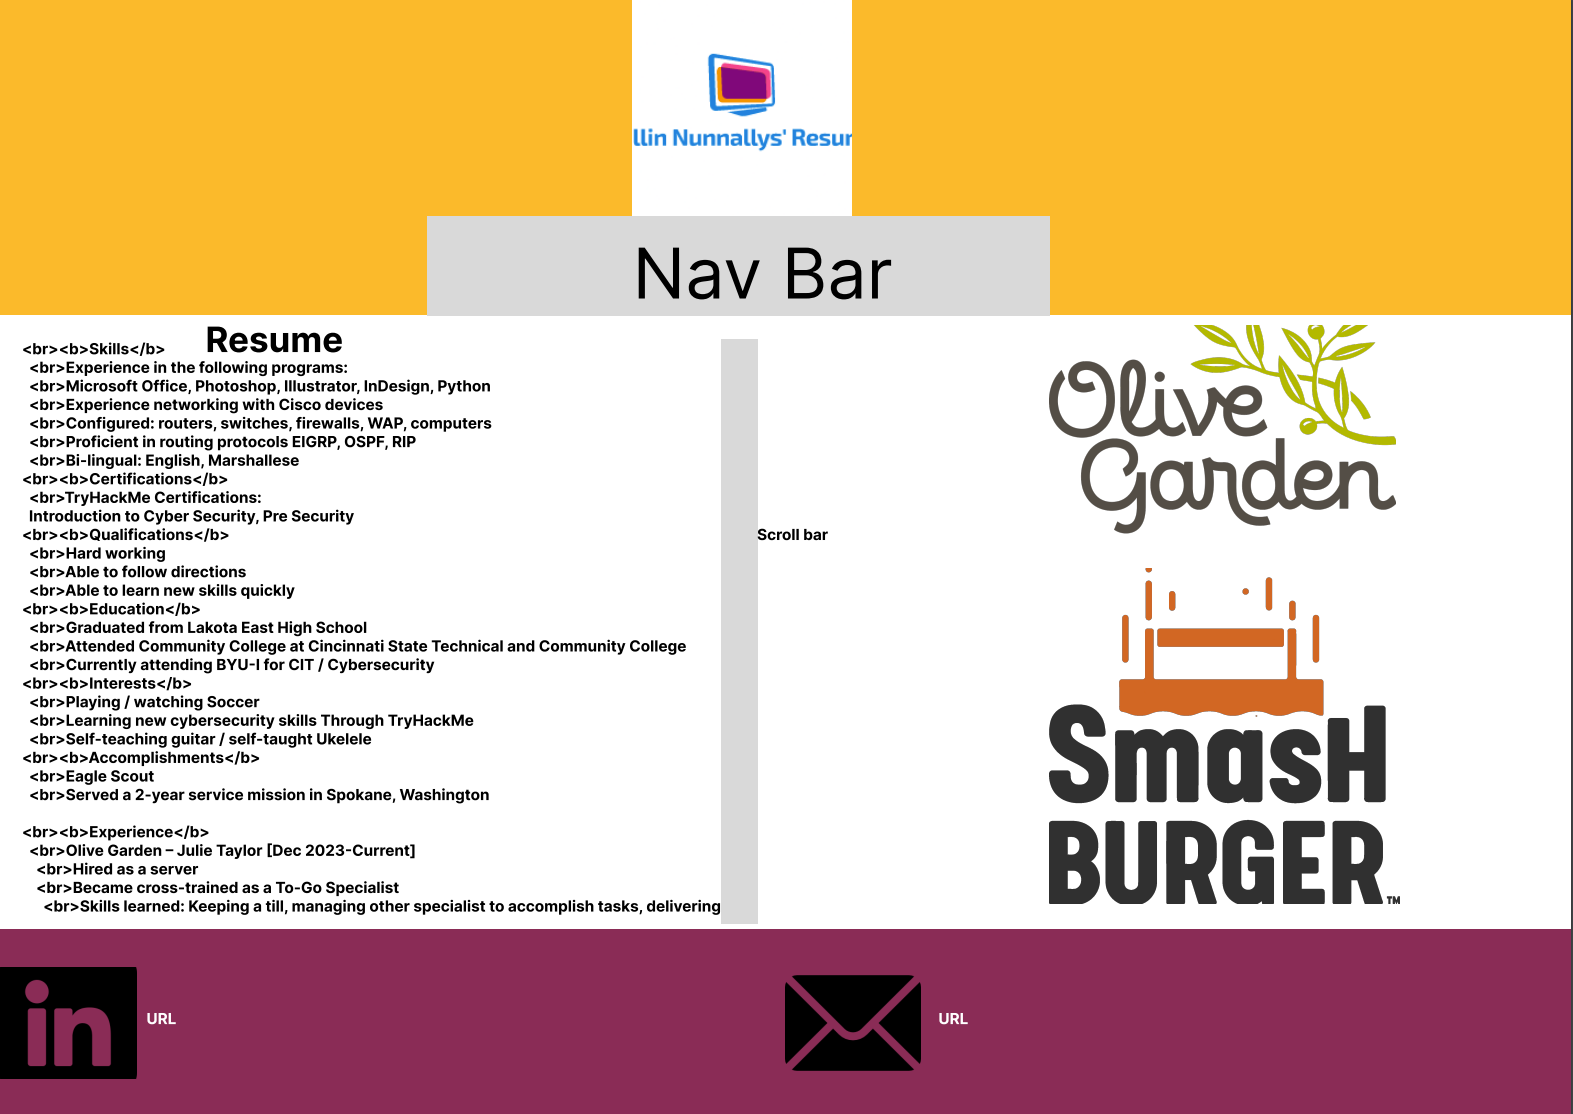 llin Nunnallys' Resur
Nav Bar
Resume
<br><b>Skills</b>
<br>Experience in the following programs:
<br>Microsoft Office, Photoshop, Illustrator, InDesign, Python
<br>Experience networking with Cisco devices
<br>Configured: routers, switches, firewalls, WAP, computers
<br>Proficient in routing protocols EIGRP, OSPF, RIP
<br>Bi-lingual: English, Marshallese
<br><b>Certifications</b>
<br>TryHackMe Certifications:
Introduction to Cyber Security, Pre Security
<br><b>Qualifications</b>
<br>Hard working
<br>Able to follow directions
<br>Able to learn new skills quickly
<br><b>Education</b>
<br>Graduated from Lakota East High School
<br>Attended Community College at Cincinnati State Technical and Community College
<br>Currently attending BYU-I for CIT / Cybersecurity
<br><b>Interests</b>
<br>Playing / watching Soccer
<br>Learning new cybersecurity skills Through TryHackMe
<br>Self-teaching guitar / self-taught Ukelele
<br><b>Accomplishments</b>
<br>Eagle Scout
<br>Served a 2-year service mission in Spokane, Washington
<br><b>Experience</b>
<br>Olive Garden – Julie Taylor [Dec 2023-Current]
<br>Hired as a server
<br>Became cross-trained as a To-Go Specialist
<br>Skills learned: Keeping a till, managing other specialist to accomplish tasks, delivering
Scroll bar
Olive
Garden
SmasH
BURGER
TM
in
URL
URL